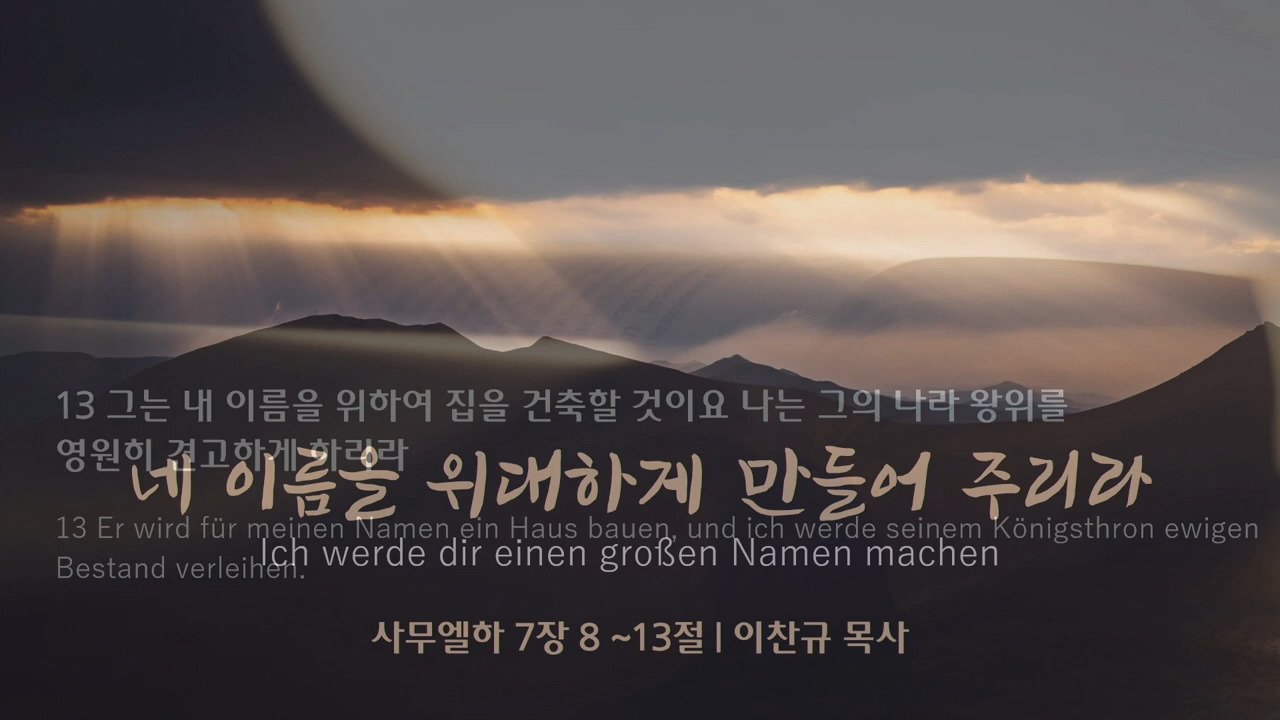 13 그는 내 이름을 위하여 집을 건축할 것이요 나는 그의 나라 왕위를
영원히 견고하게 하리라
네 이름을 위대하게 만들어 주리라
13 Er wird für meinen Namen ein Haus bauen, und ich werde seinem Königsthron ewigen
Bestand verleihen.
Ich werde dir einen großen Namen machen
사무엘하 7장 8 ~13절 | 이찬규 목사